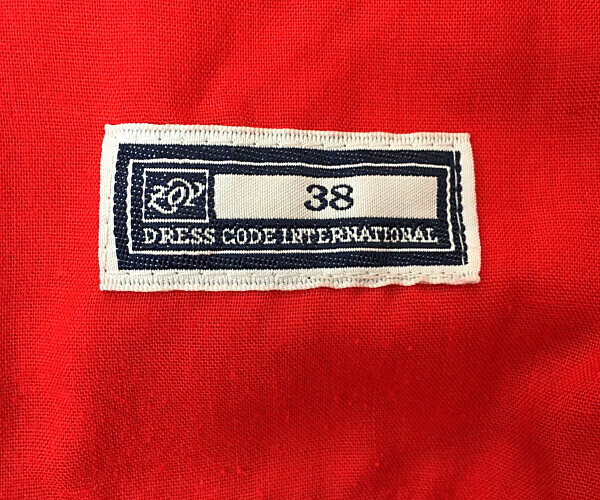 38
DRESS CODE INTERNATIONAL